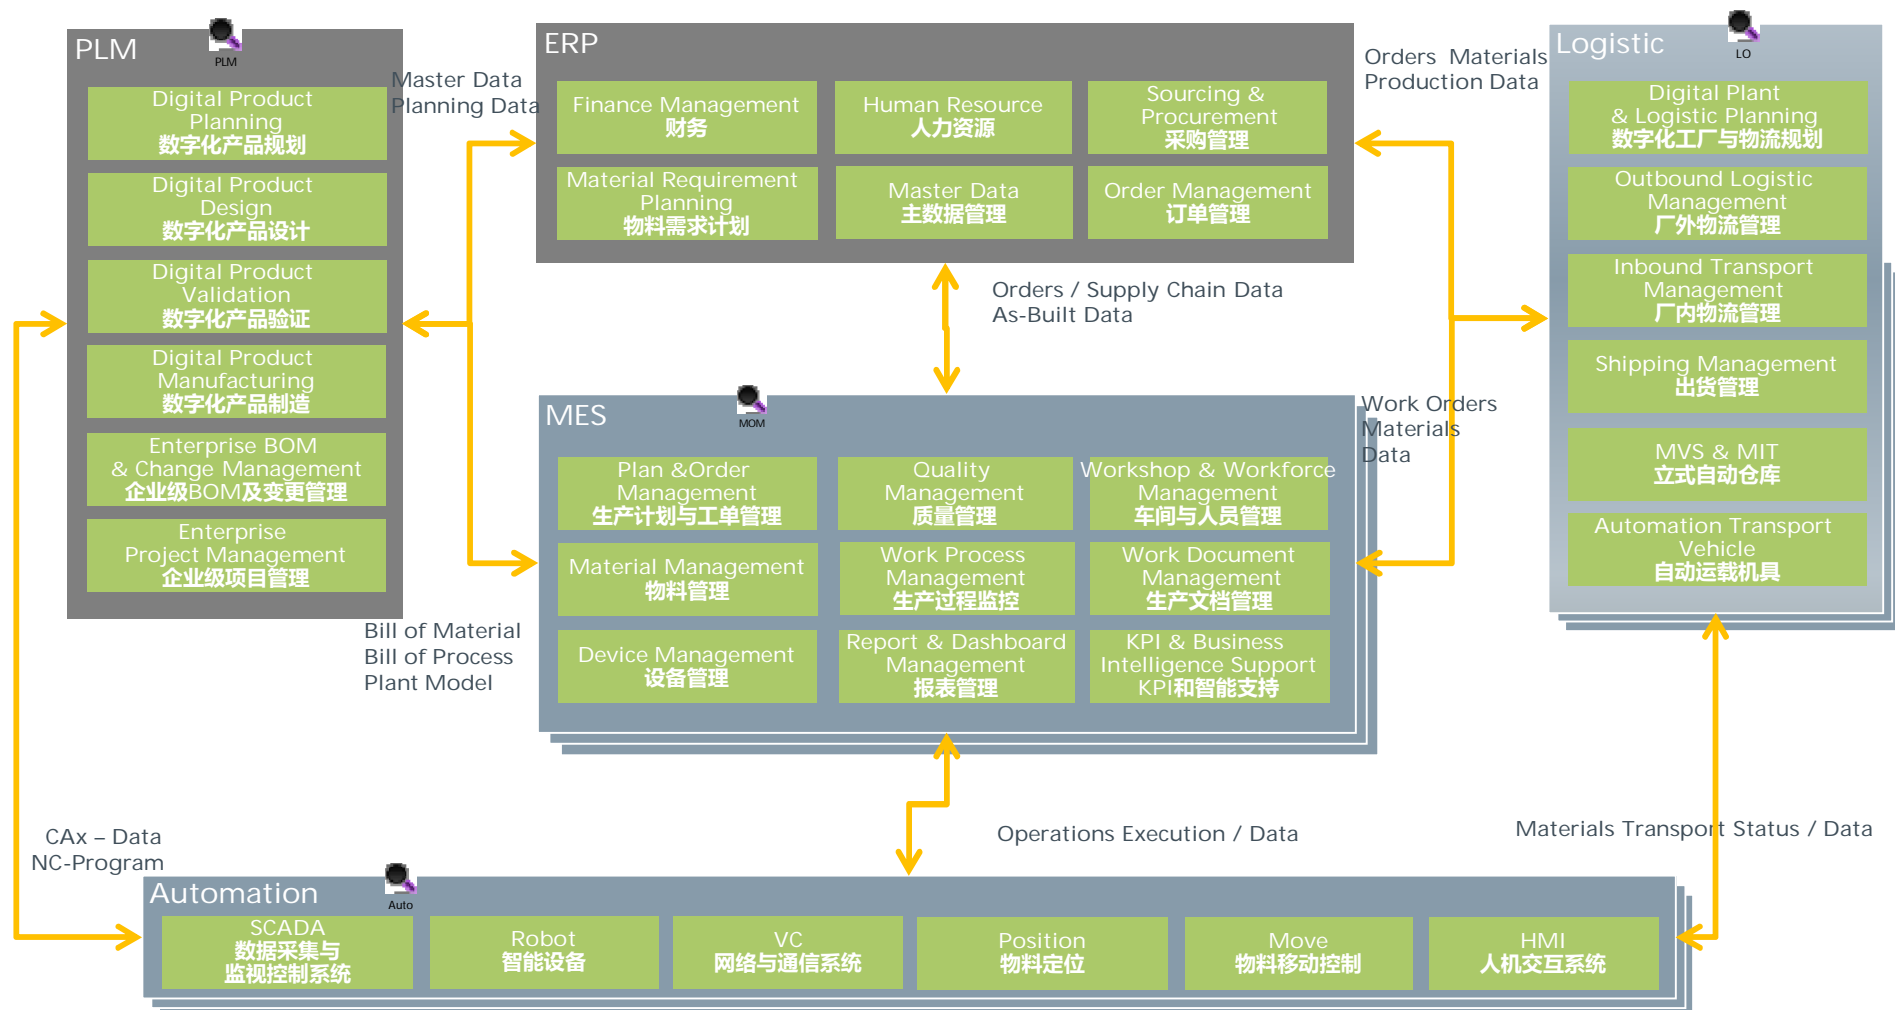 PLM
PLM
Digital Product
Planning
数字化产品规划
Digital Product
Design
数字化产品设计
Digital Product
Validation
数字化产品验证
Digital Product
Manufacturing
数字化产品制造
Enterprise BOM
& Change Management
企业级BOM及变更管理
Enterprise
Project Management
企业级项目管理
Master Data
Planning Data
ERP
Finance Management
财务
Human Resource
人力资源
Sourcing &
Procurement
采购管理
Material Requirement
Planning
物料需求计划
Master Data
主数据管理
Order Management
订单管理
Orders Materials
Production Data
Logistic
LO
Digital Plant
& Logistic Planning
数字化工厂与物流规划
Outbound Logistic
Management
厂外物流管理
Inbound Transport
Management
厂内物流管理
Shipping Management
出货管理
MVS & MIT
立式自动仓库
Automation Transport
Vehicle
自动运载机具
Orders / Supply Chain Data
As-Built Data
MES
MOM
Plan &Order
Management
生产计划与工单管理
Quality
Management
质量管理
Workshop & Workforce
Management
车间与人员管理
Material Management
物料管理
Work Process
Management
生产过程监控
Work Document
Management
生产文档管理
Device Management
设备管理
Report & Dashboard
Management
报表管理
KPI & Business
Intelligence Support
KPI和智能支持
Work Orders
Materials
Data
Bill of Material
Bill of Process
Plant Model
CAx – Data
NC-Program
Operations Execution / Data
Materials Transport Status / Data
Automation
Auto
SCADA
数据采集与
监视控制系统
Robot
智能设备
VC
网络与通信系统
Position
物料定位
Move
物料移动控制
HMI
人机交互系统